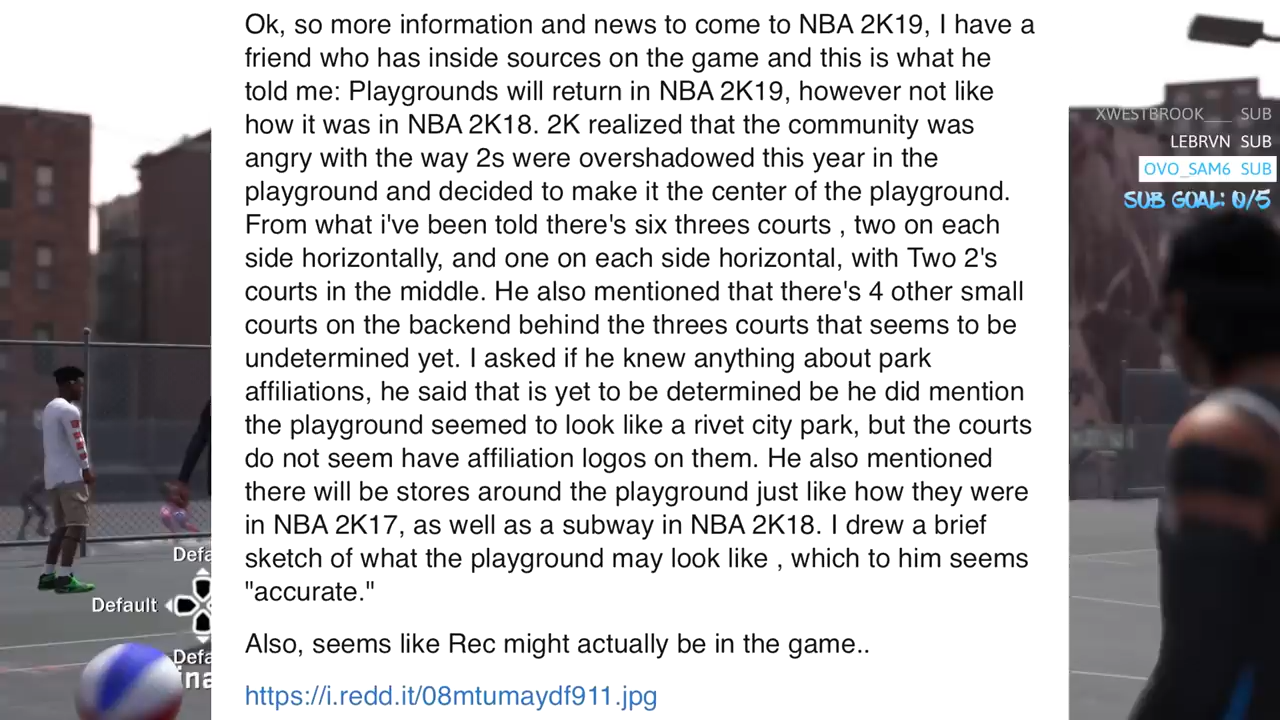 Ok, so more information and news to come to NBA 2K19, I have a
friend who has inside sources on the game and this is what he
told me: Playgrounds will return in NBA 2K19, however not like
how it was in NBA 2K18. 2K realized that the community was
angry with the way 2s were overshadowed this year in the
playground and decided to make it the center of the playground.
From what i've been told there's six threes courts , two on each
side horizontally, and one on each side horizontal, with Two 2's
courts in the middle. He also mentioned that there's 4 other small
courts on the backend behind the threes courts that seems to be
undetermined yet. I asked if he knew anything about park
affiliations, he said that is yet to be determined be he did mention
the playground seemed to look like a rivet city park, but the courts
do not seem have affiliation logos on them. He also mentioned
there will be stores around the playground just like how they were
in NBA 2K17, as well as a subway in NBA 2K18. I drew a brief
sketch of what the playground may look like , which to him seems
"accurate."
Also, seems like Rec might actually be in the game..
https://i.redd.it/08mtumaydf911.jpg
XWESTBROOK___ SUB
LEBRVN SUB
OVO_SAM6 SUB
SUB GOAL: 0/5
Defa
Default
Defa
ina